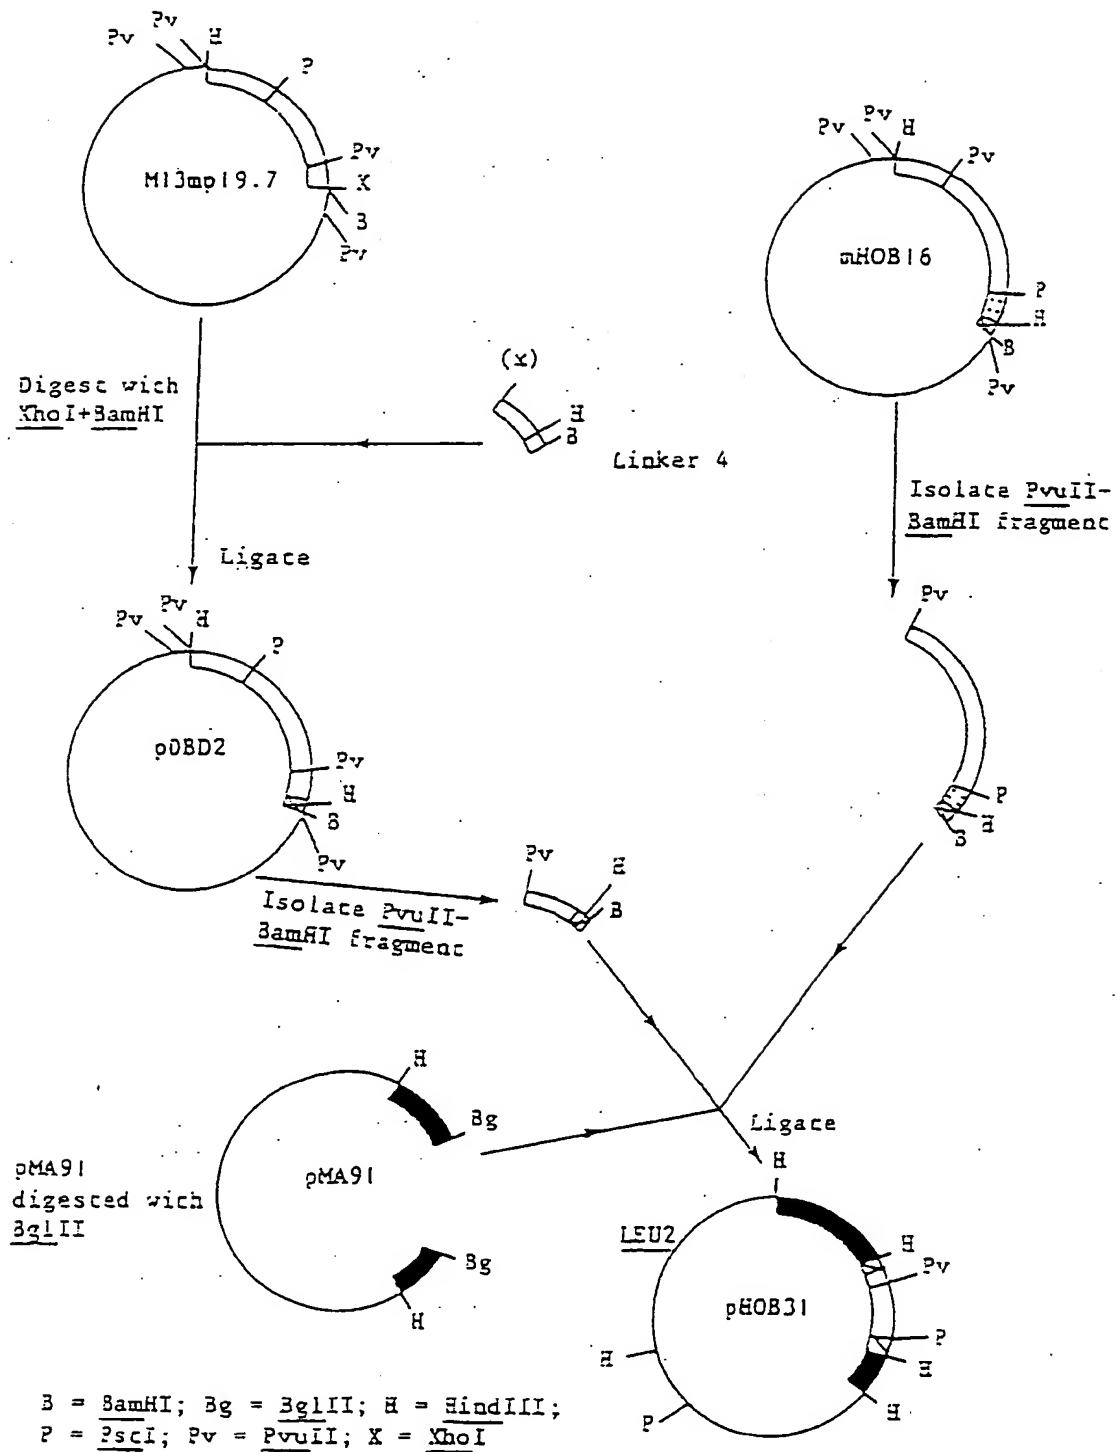 Pv
Pv
H
P
Pv
X
B
Pv
M13mp19.7
Pv
Pv
H
Pv
P
H
B
Pv
mHOB16
Digest with
XhoI+BamHI
(x)
H
B
Linker 4
Isolate PvuII-
BamHI fragment
Ligate
Pv
Pv
H
P
Pv
H
B
Pv
pOBD2
Pv
P
H
B
Isolate PvuII-
BamHI fragment
Pv
H
B
H
Bg
pMA91
Bg
H
pMA91
digested with
BglII
Ligate
H
LEU2
H
Pv
pHOB31
P
H
H
H
P
B = BamHI; Bg = BglII; H = HindIII;
P = PstI; Pv = PvuII; X = XhoI